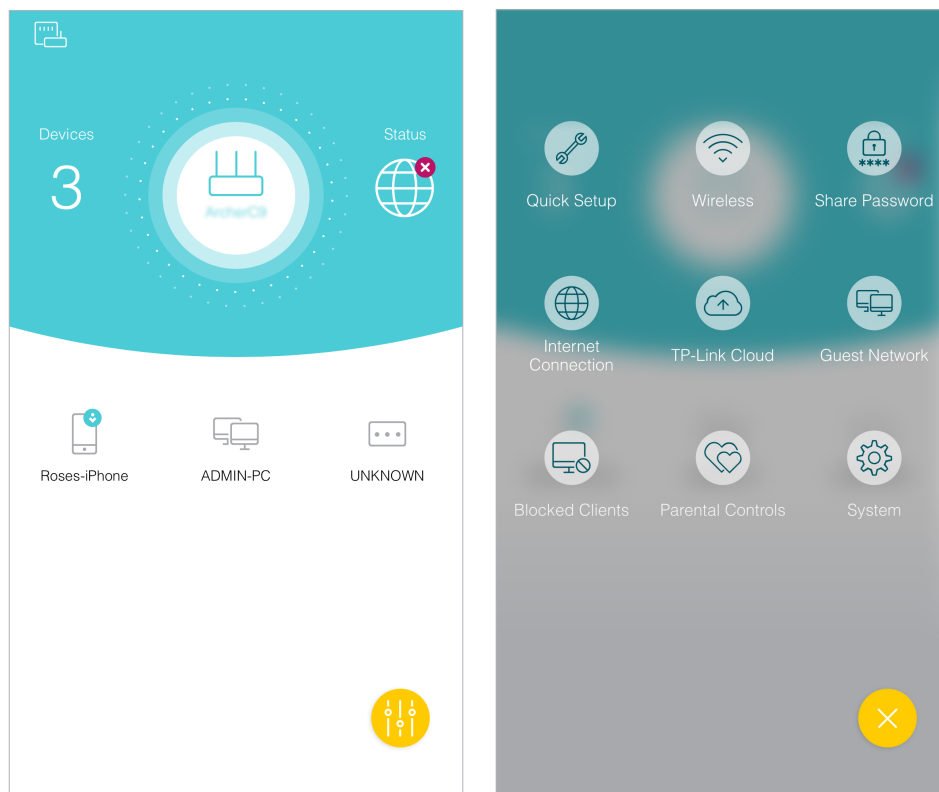 Devices
Status
3
ArcherC9
Roses-iPhone
ADMIN-PC
UNKNOWN
Quick Setup
Wireless
****
Share Password
Internet
Connection
TP-Link Cloud
Guest Network
Blocked Clients
Parental Controls
System